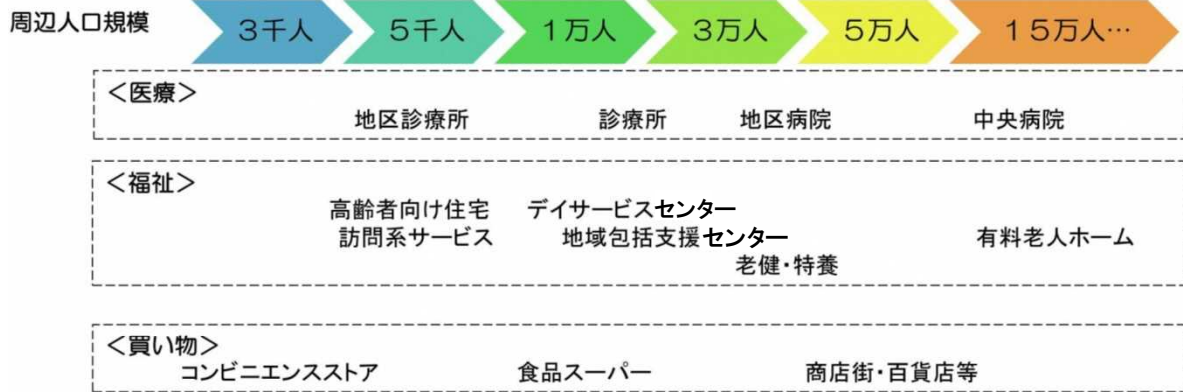 周辺人口規模 3千人 5千人 1万人 3万人 5万人 15万人…
＜医療＞
地区診療所 診療所 地区病院 中央病院
＜福祉＞
高齢者向け住宅 デイサービスセンター
訪問系サービス 地域包括支援センター 有料老人ホーム
老健・特養
＜買い物＞
コンビニエンスストア 食品スーパー 商店街・百貨店等